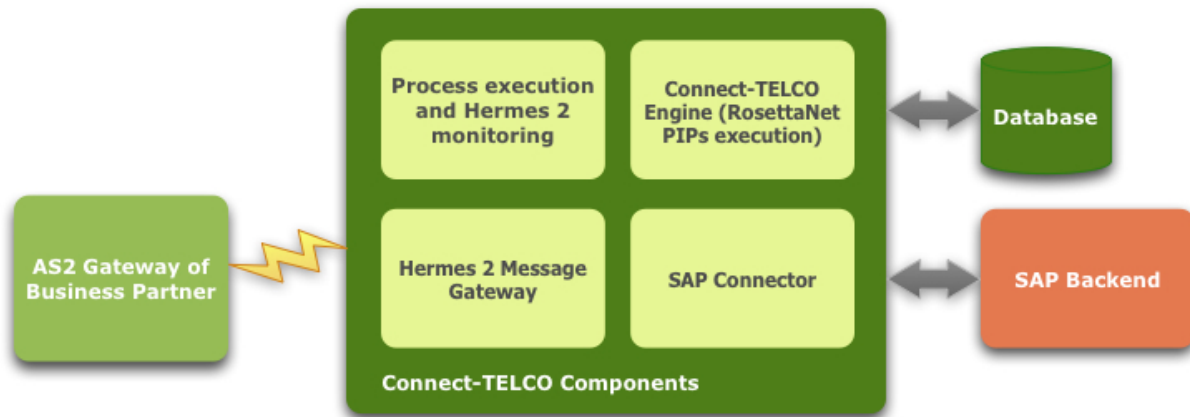 Process execution
and Hermes 2
monitoring
Connect-TELCO
Engine (RosettaNet
PIPs execution)
Database
AS2 Gateway of
Business Partner
Hermes 2 Message
Gateway
SAP Connector
SAP Backend
Connect-TELCO Components